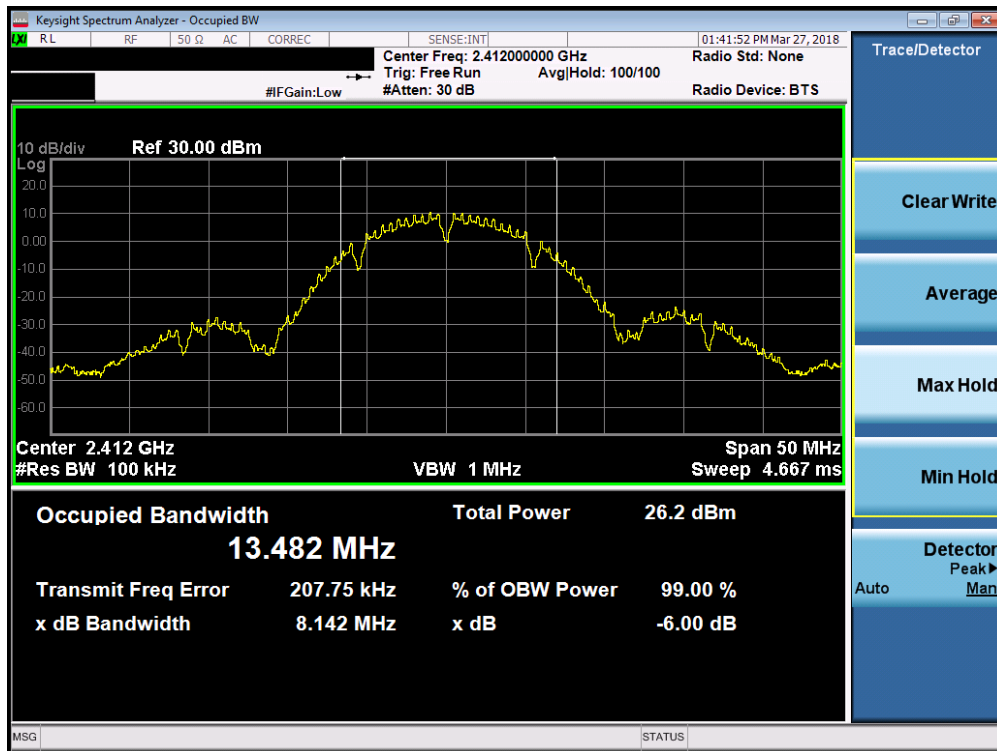 Keysight Spectrum Analyzer - Occupied BW
LXI RL RF 50 Ω AC CORREC SENSE:INT 01:41:52 PM Mar 27, 2018
Center Freq: 2.412000000 GHz Radio Std: None
Trig: Free Run Avg|Hold: 100/100
#IFGain:Low #Atten: 30 dB Radio Device: BTS
10 dB/div Ref 30.00 dBm
Log
20.0
10.0
0.00
-10.0
-20.0
-30.0
-40.0
-50.0
-60.0
Center 2.412 GHz Span 50 MHz
#Res BW 100 kHz VBW 1 MHz Sweep 4.667 ms
Occupied Bandwidth Total Power 26.2 dBm
13.482 MHz
Transmit Freq Error 207.75 kHz % of OBW Power 99.00 %
x dB Bandwidth 8.142 MHz x dB -6.00 dB
MSG STATUS
Trace/Detector
Clear Write
Average
Max Hold
Min Hold
Detector
Peak▶
Auto Man